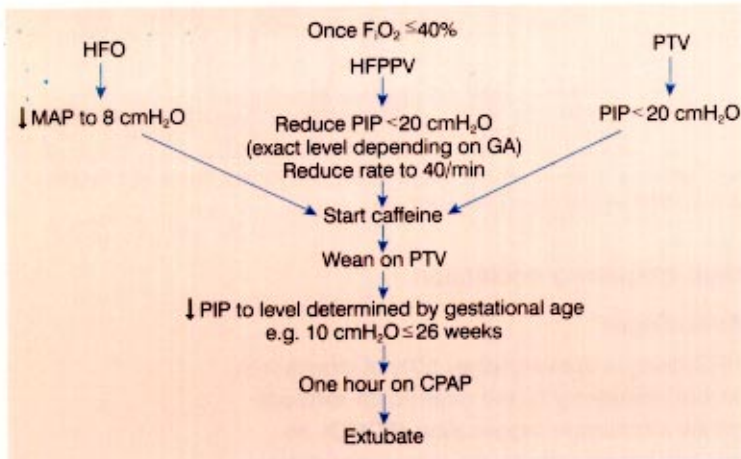 Once FiO₂ ≤40%
HFO
HFPPV
PTV
↓MAP to 8 cmH₂O
Reduce PIP<20 cmH₂O
(exact level depending on GA)
Reduce rate to 40/min
PIP<20 cmH₂O
Start caffeine
Wean on PTV
↓PIP to level determined by gestational age
e.g. 10 cmH₂O≤26 weeks
One hour on CPAP
Extubate